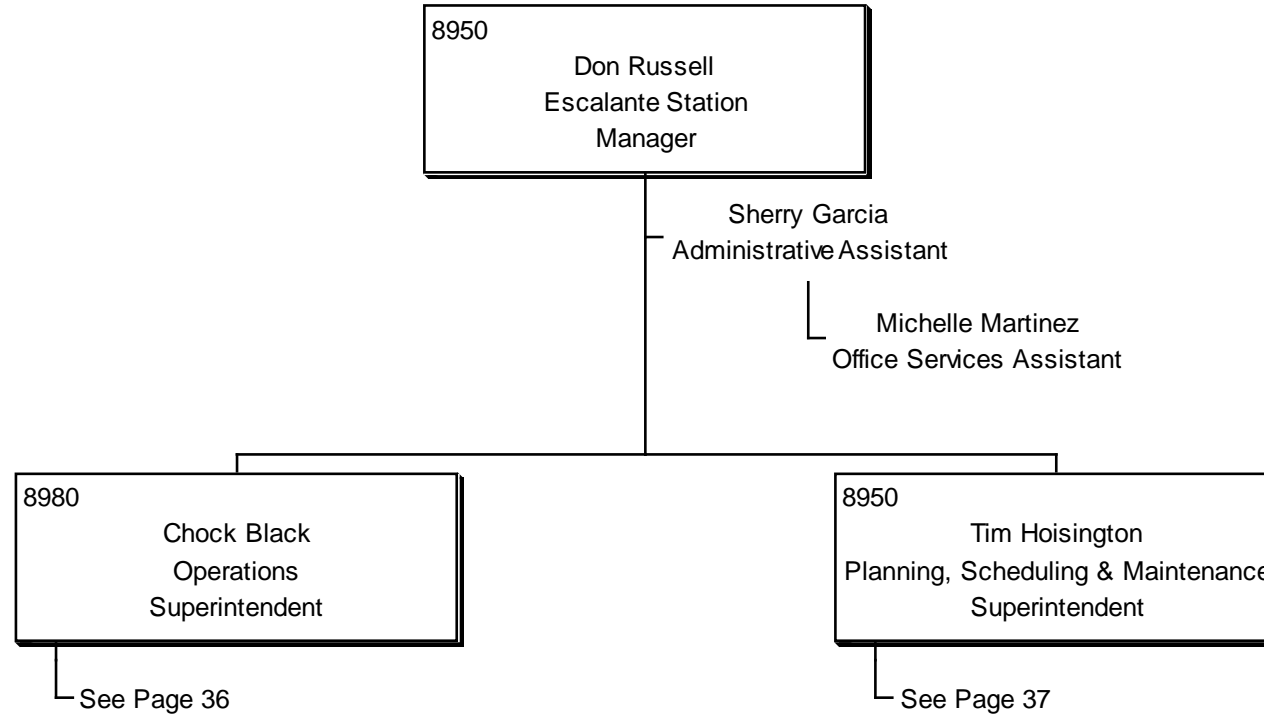 8950
Don Russell
Escalante Station
Manager
Sherry Garcia
Administrative Assistant
Michelle Martinez
Office Services Assistant
8980
Chock Black
Operations
Superintendent
See Page 36
8950
Tim Hoisington
Planning, Scheduling & Maintenance
Superintendent
See Page 37